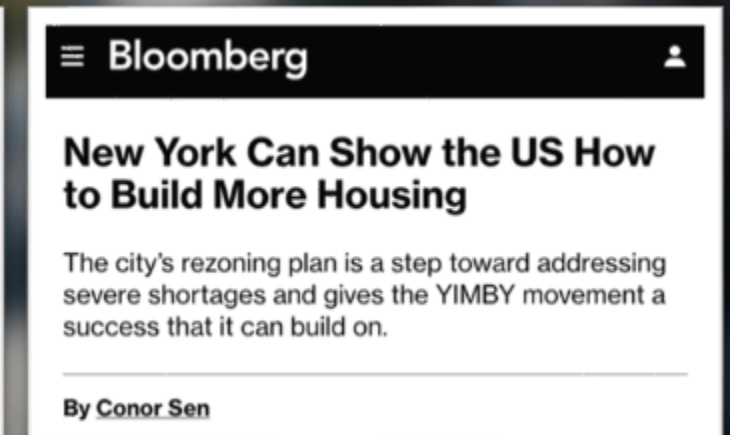 Bloomberg
New York Can Show the US How
to Build More Housing
The city's rezoning plan is a step toward addressing
severe shortages and gives the YIMBY movement a
success that it can build on.
By Conor Sen